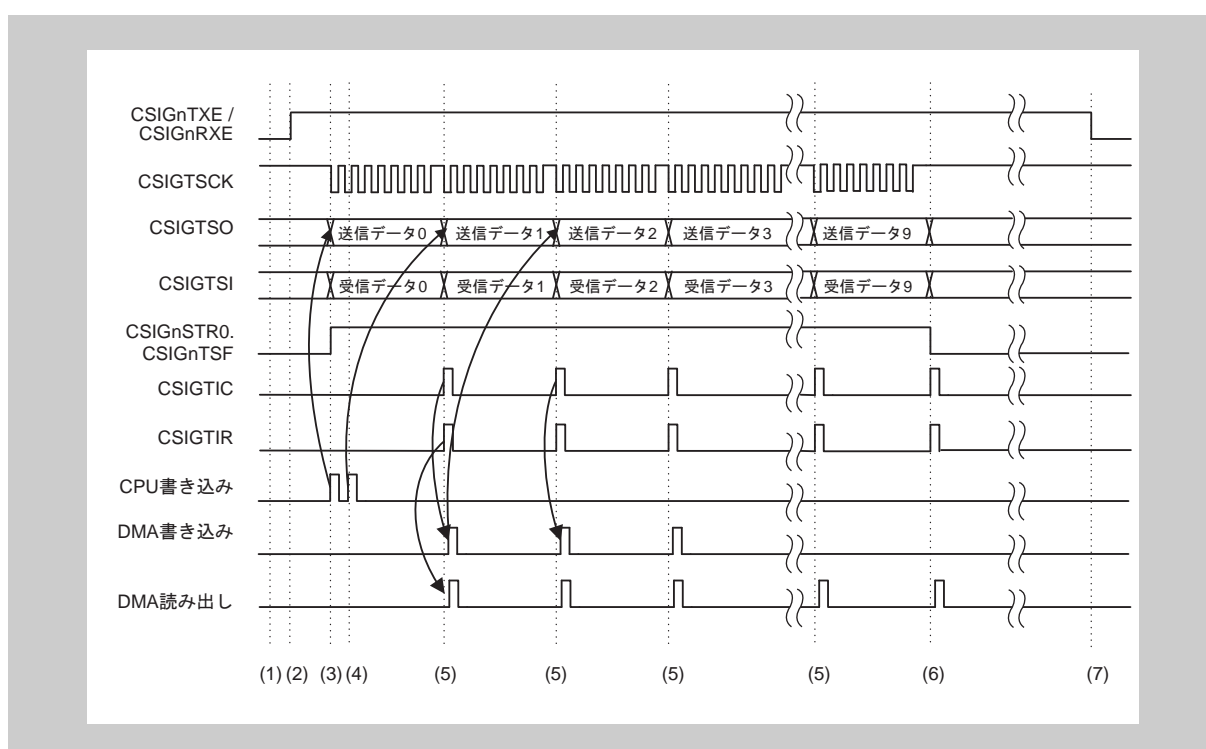 CSIGnTXE /
CSIGnRXE
CSIGTSCK
CSIGTSO 送信データ0 送信データ1 送信データ2 送信データ3 送信データ9
CSIGTSI 受信データ0 受信データ1 受信データ2 受信データ3 受信データ9
CSIGnSTR0.
CSIGnTSF
CSIGTIC
CSIGTIR
CPU書き込み
DMA書き込み
DMA読み出し
(1) (2) (3) (4) (5) (5) (5) (5) (6) (7)